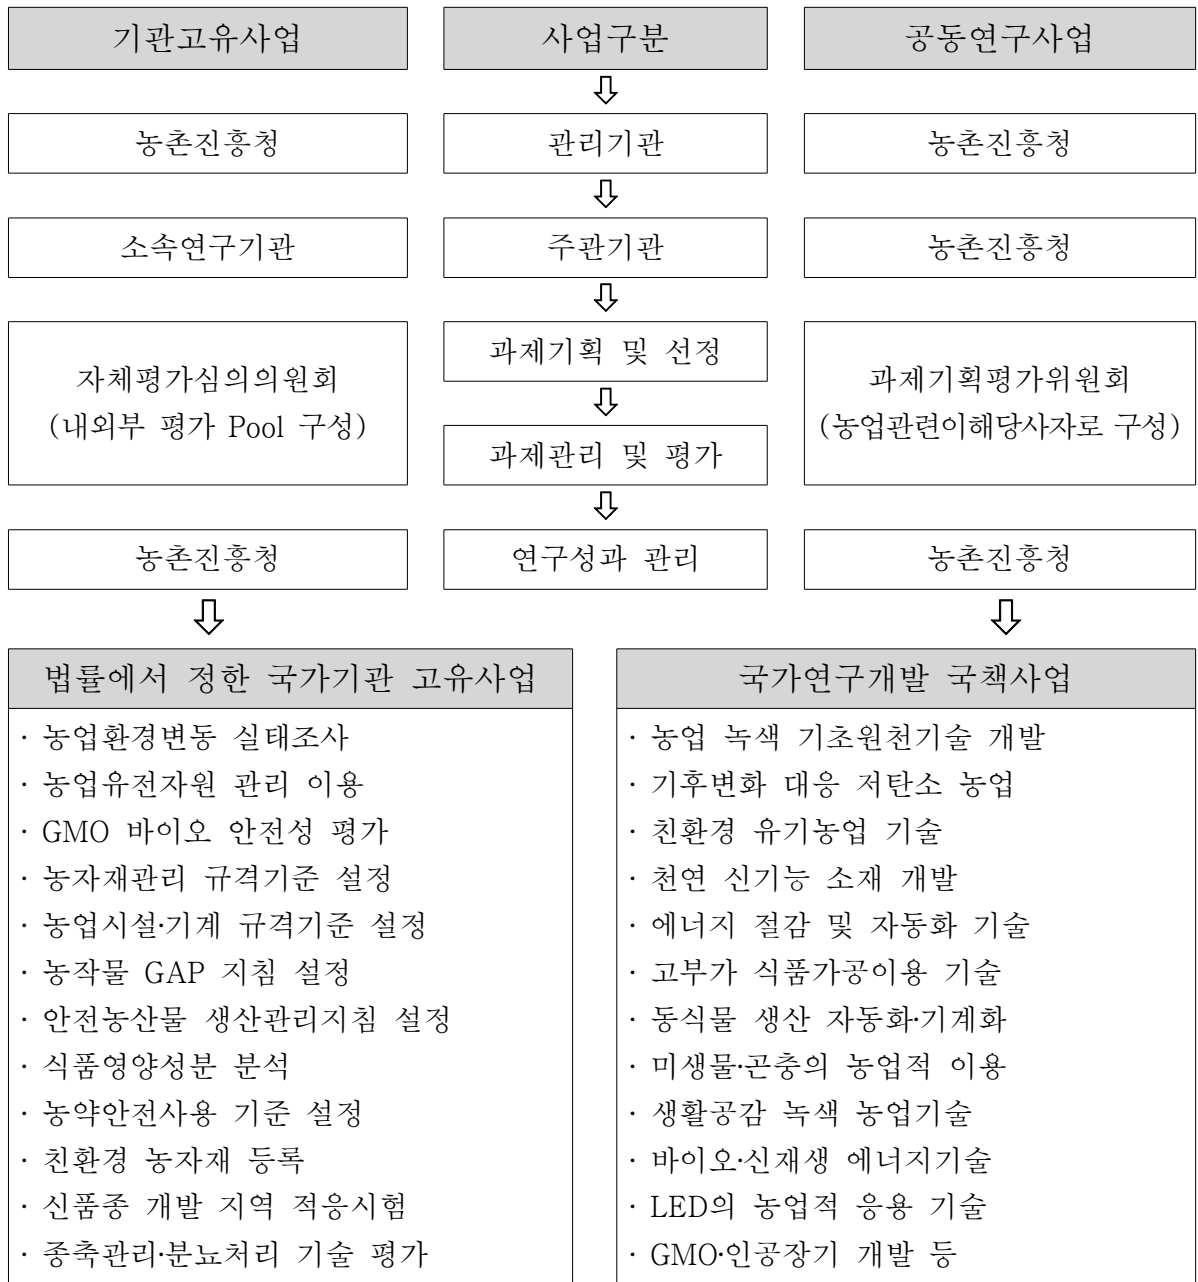 기관고유사업 사업구분 공동연구사업
농촌진흥청 관리기관 농촌진흥청
소속연구기관 주관기관 농촌진흥청
자체평가심의의원회
(내외부 평가 Pool 구성)
과제기획 및 선정
과제관리 및 평가
과제기획평가위원회
(농업관련이해당사자로 구성)
농촌진흥청 연구성과 관리 농촌진흥청
법률에서 정한 국가기관 고유사업
· 농업환경변동 실태조사
· 농업유전자원 관리 이용
· GMO 바이오 안전성 평가
· 농자재관리 규격기준 설정
· 농업시설·기계 규격기준 설정
· 농작물 GAP 지침 설정
· 안전농산물 생산관리지침 설정
· 식품영양성분 분석
· 농약안전사용 기준 설정
· 친환경 농자재 등록
· 신품종 개발 지역 적응시험
· 종축관리·분뇨처리 기술 평가
국가연구개발 국책사업
· 농업 녹색 기초원천기술 개발
· 기후변화 대응 저탄소 농업
· 친환경 유기농업 기술
· 천연 신기능 소재 개발
· 에너지 절감 및 자동화 기술
· 고부가 식품가공이용 기술
· 동식물 생산 자동화·기계화
· 미생물·곤충의 농업적 이용
· 생활공감 녹색 농업기술
· 바이오·신재생 에너지기술
· LED의 농업적 응용 기술
· GMO·인공장기 개발 등